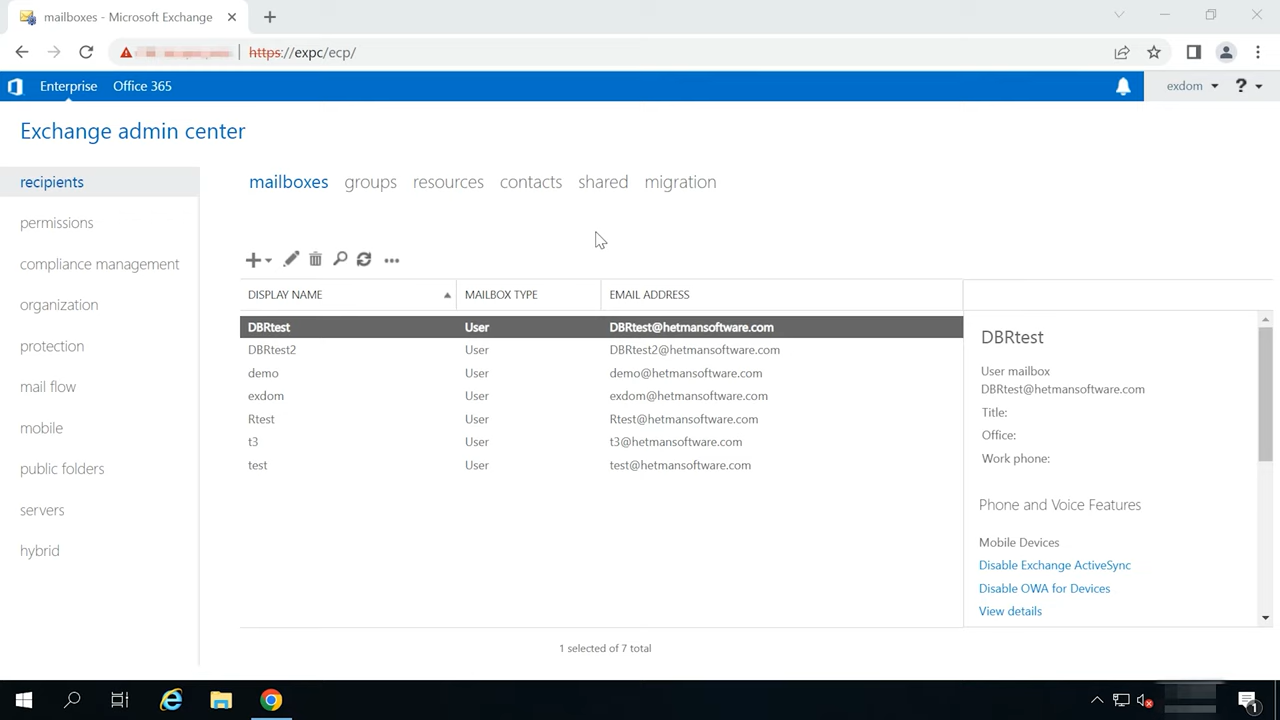 mailboxes - Microsoft Exchange
https://expc/ecp/
Enterprise Office 365 exdom ?
Exchange admin center
recipients
permissions
compliance management
organization
protection
mail flow
mobile
public folders
servers
hybrid
mailboxes groups resources contacts shared migration
DISPLAY NAME MAILBOX TYPE EMAIL ADDRESS
DBRtest User DBRtest@hetmansoftware.com
DBRtest2 User DBRtest2@hetmansoftware.com
demo User demo@hetmansoftware.com
exdom User exdom@hetmansoftware.com
Rtest User Rtest@hetmansoftware.com
t3 User t3@hetmansoftware.com
test User test@hetmansoftware.com
1 selected of 7 total
DBRtest
User mailbox
DBRtest@hetmansoftware.com
Title:
Office:
Work phone:
Phone and Voice Features
Mobile Devices
Disable Exchange ActiveSync
Disable OWA for Devices
View details
1